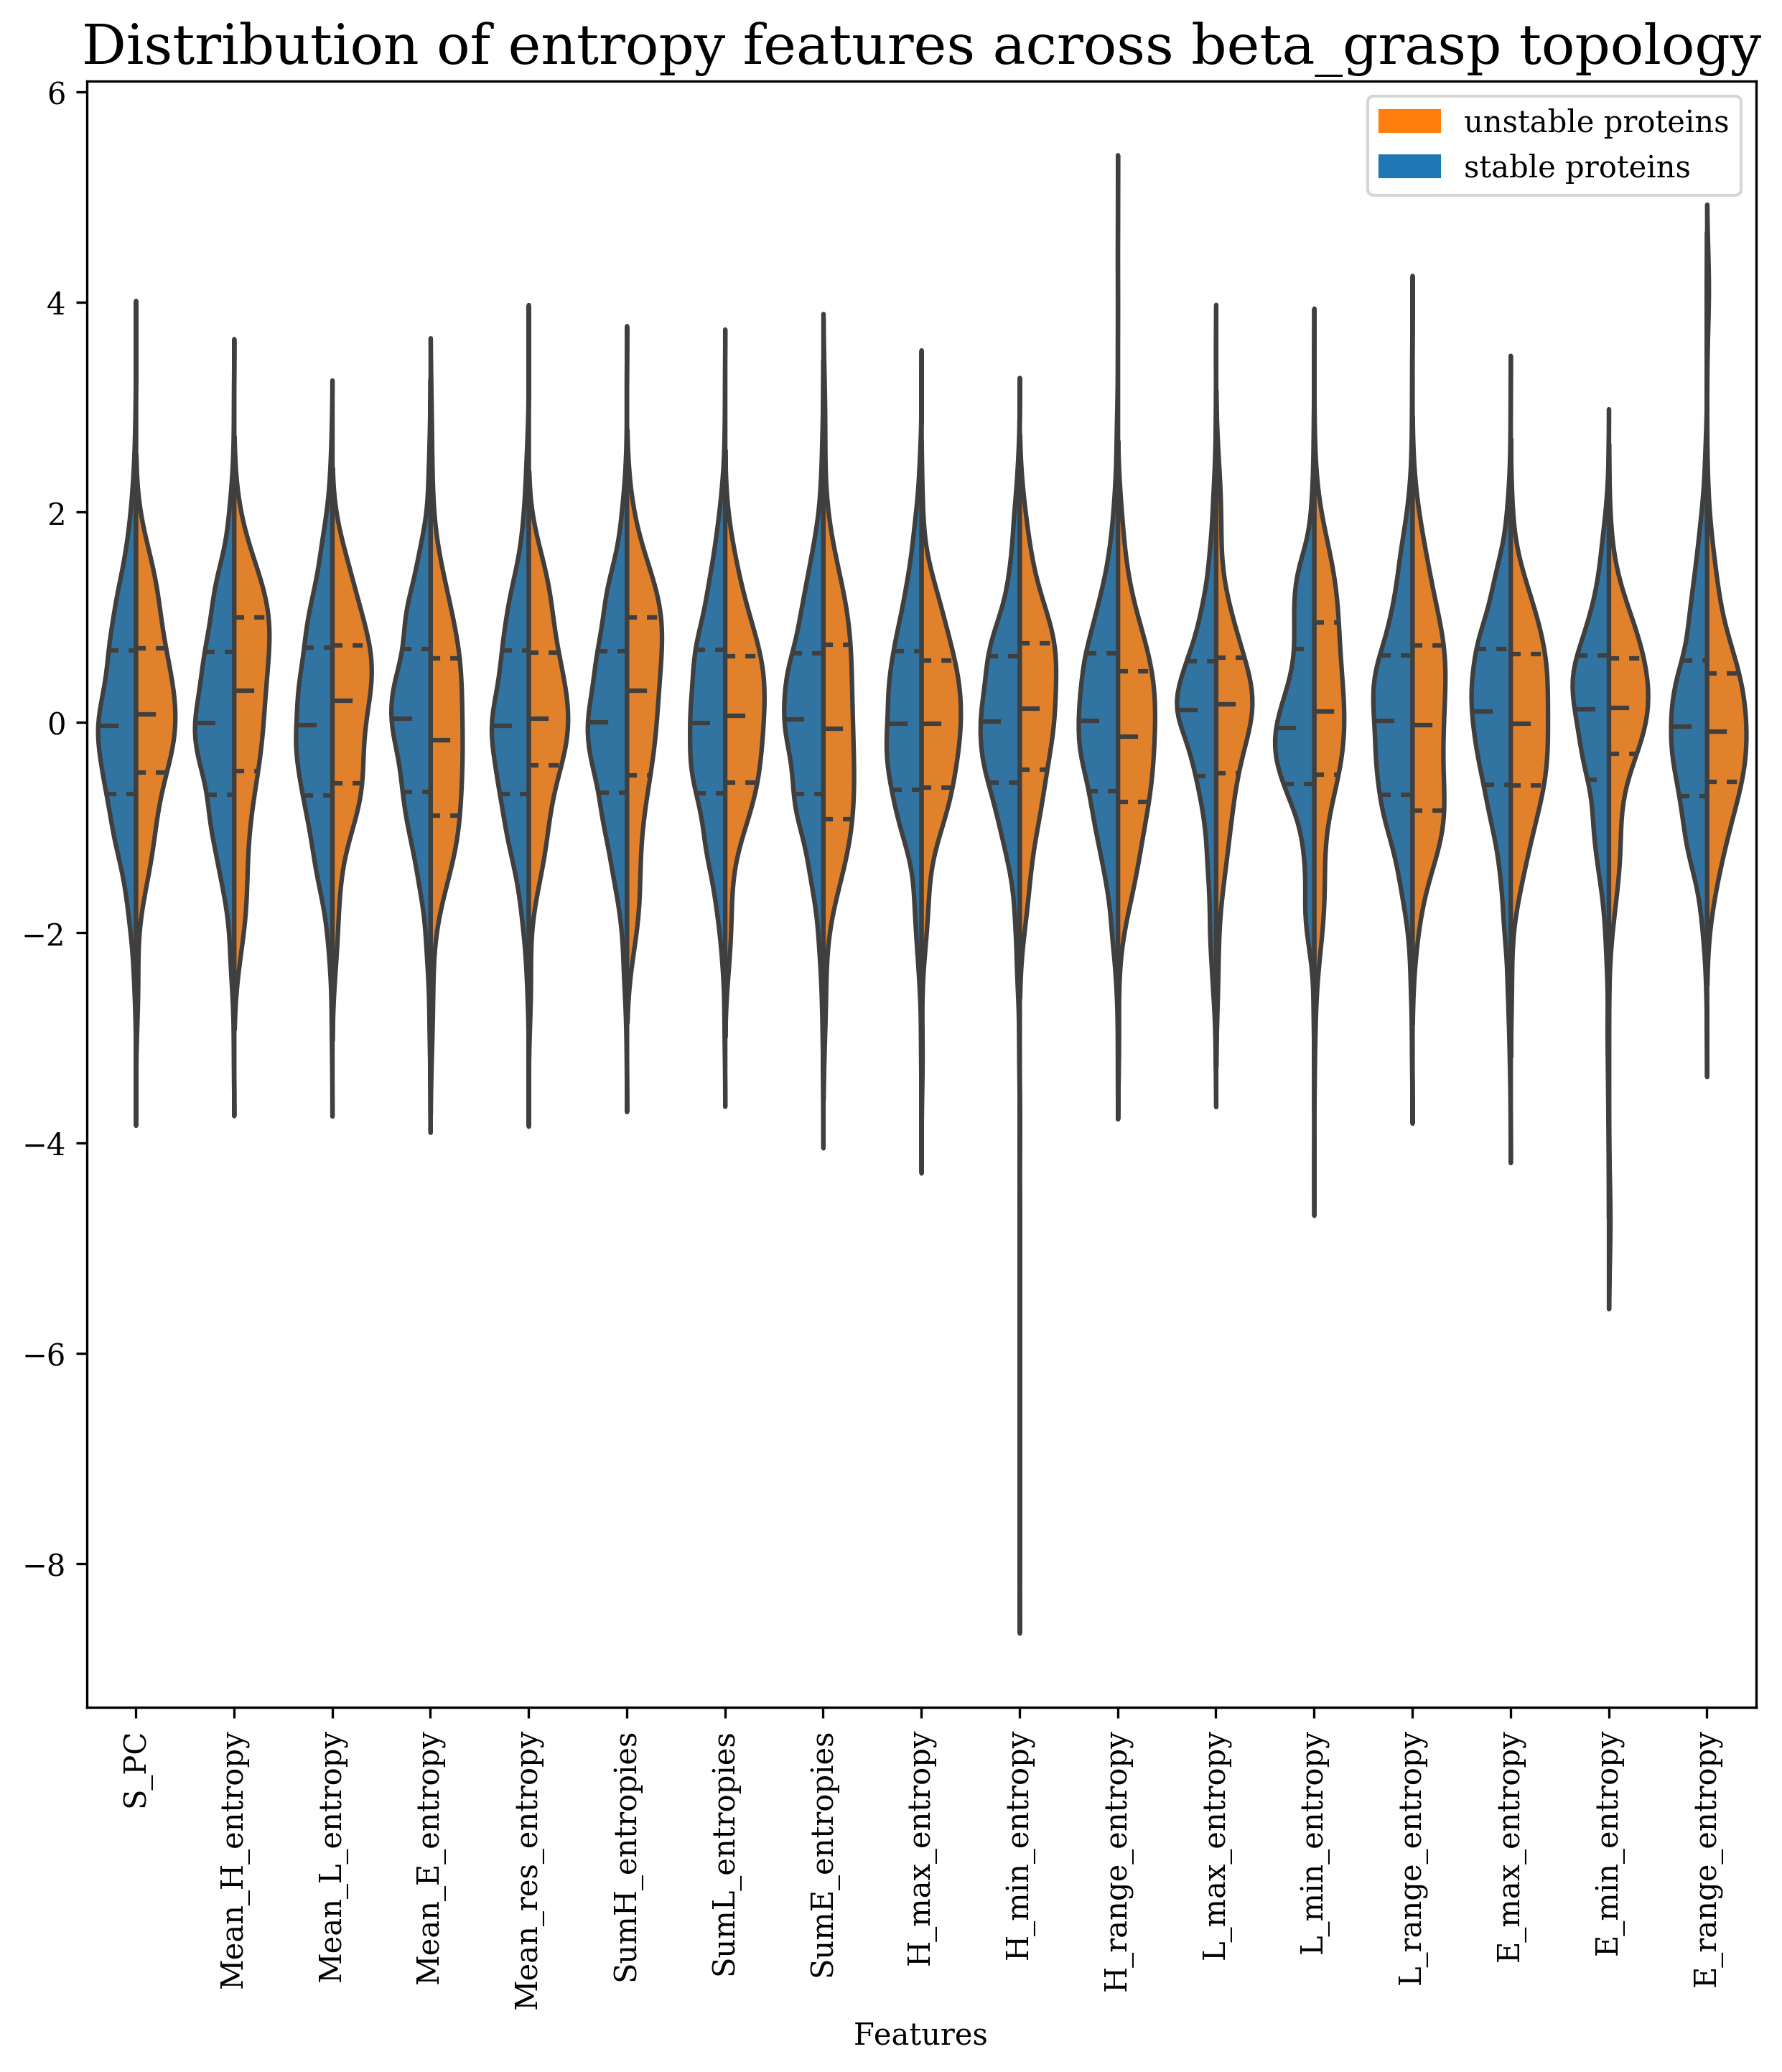 Distribution of entropy features across beta_grasp topology
unstable proteins
stable proteins
6
4
2
0
−2
−4
−6
−8
S_PC
Mean_H_entropy
Mean_L_entropy
Mean_E_entropy
Mean_res_entropy
SumH_entropies
SumL_entropies
SumE_entropies
H_max_entropy
H_min_entropy
H_range_entropy
L_max_entropy
L_min_entropy
L_range_entropy
E_max_entropy
E_min_entropy
E_range_entropy
Features